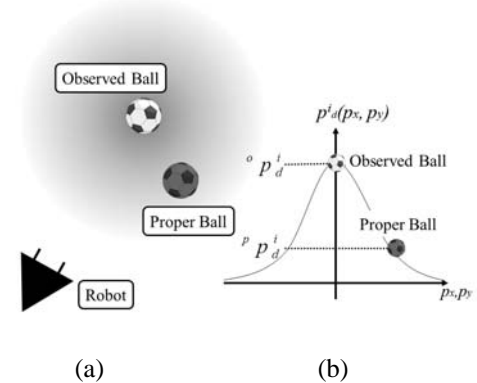 Observed Ball
Proper Ball
Robot
(a)
p^i_d(p_x, p_y)
^o p^i_d
Observed Ball
Proper Ball
^p p^i_d
p_x,p_y
(b)